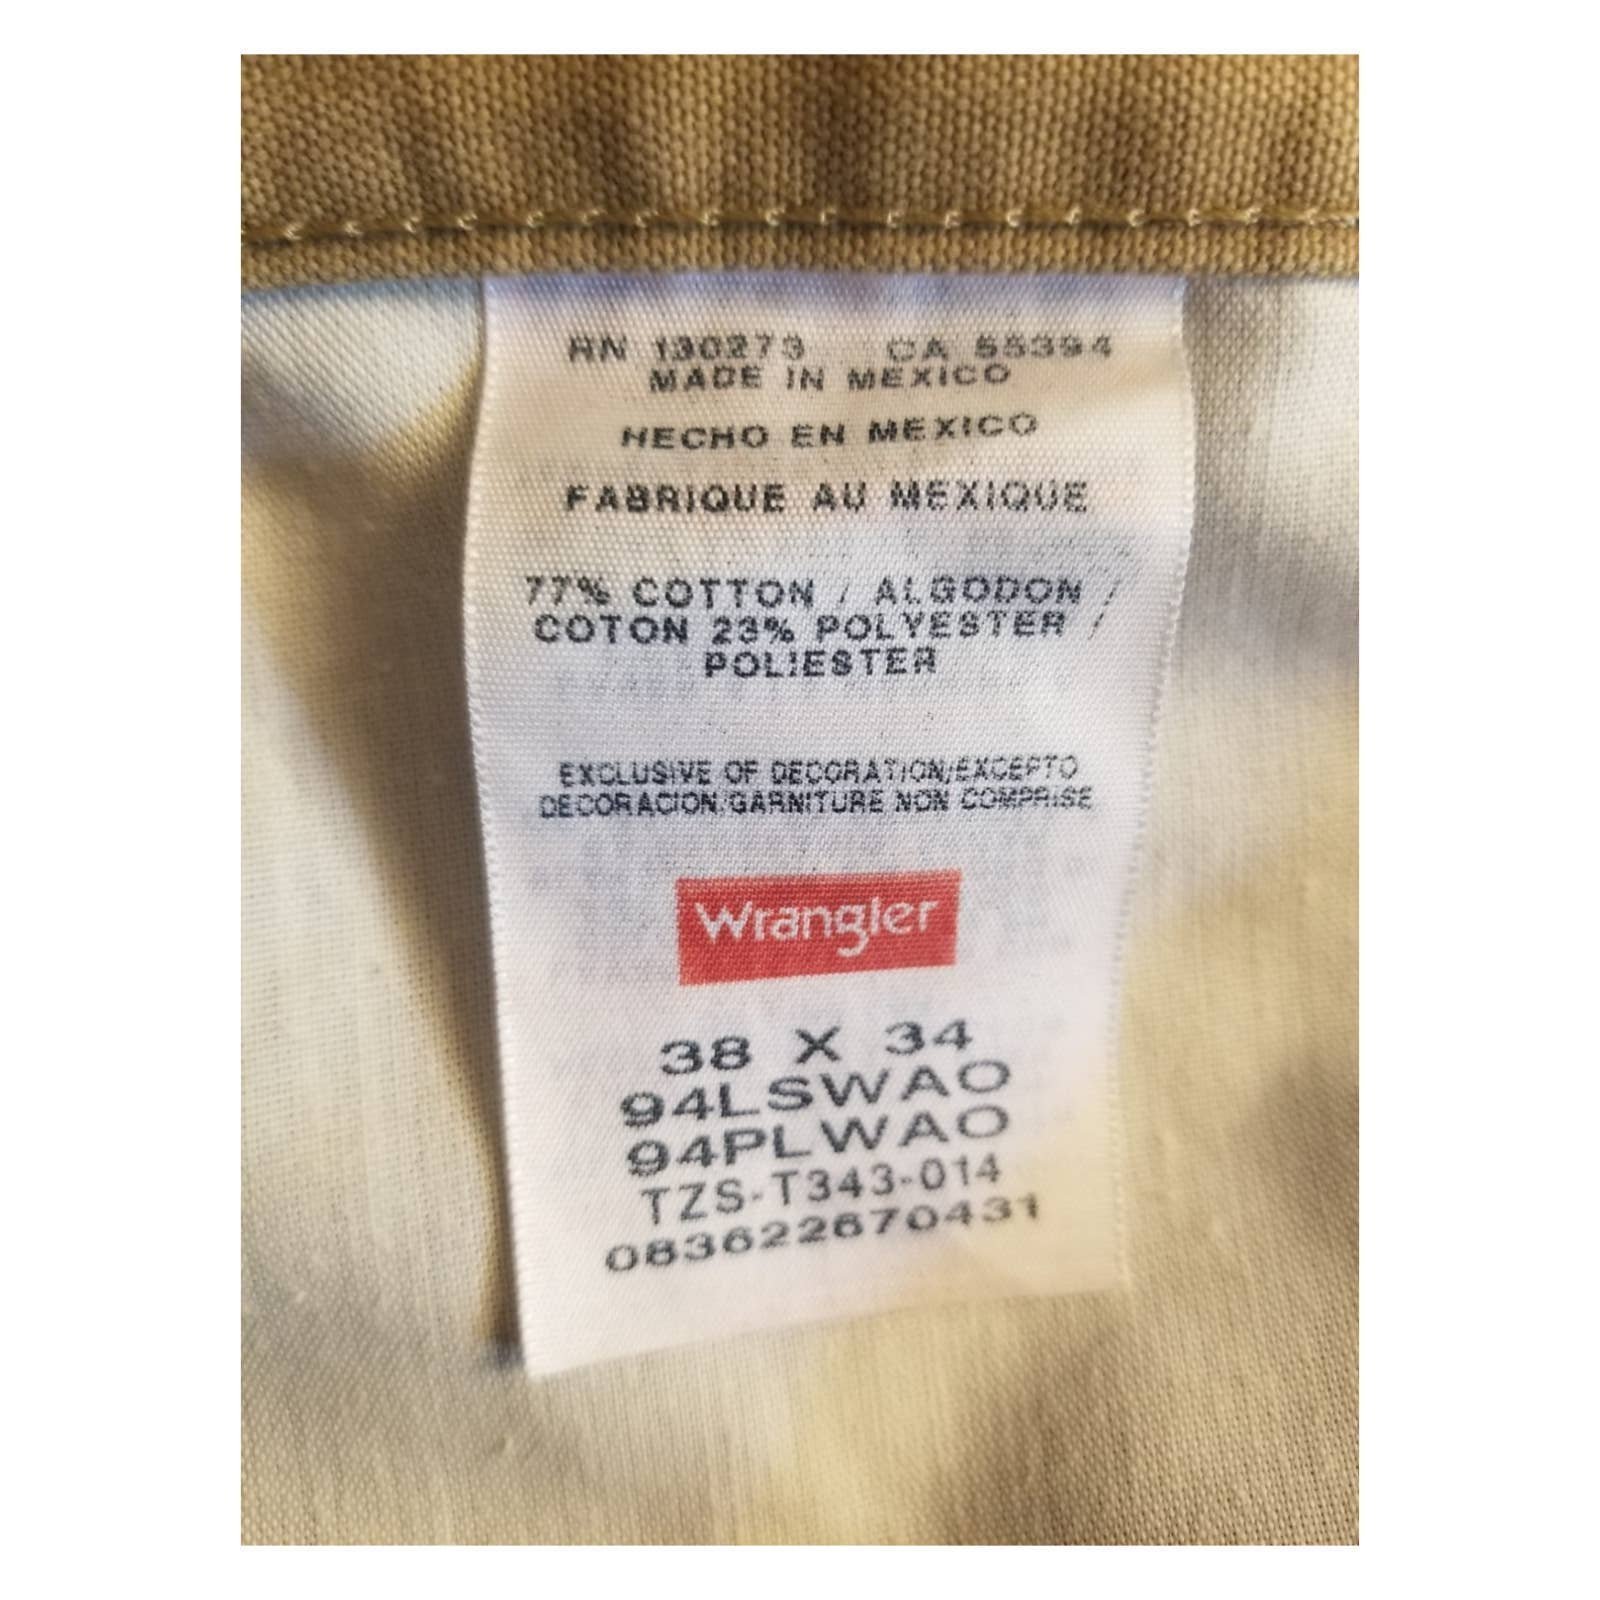 RN 130273 CA 55394
MADE IN MEXICO
HECHO EN MEXICO
FABRIQUE AU MEXIQUE
77% COTTON / ALGODON /
COTON 23% POLYESTER /
POLIESTER
EXCLUSIVE OF DECORATION/EXCEPTO
DECORACION/GARNITURE NON COMPRISE
Wrangler
38 X 34
94LSWAO
94PLWAO
TZS-T343-014
083622670431